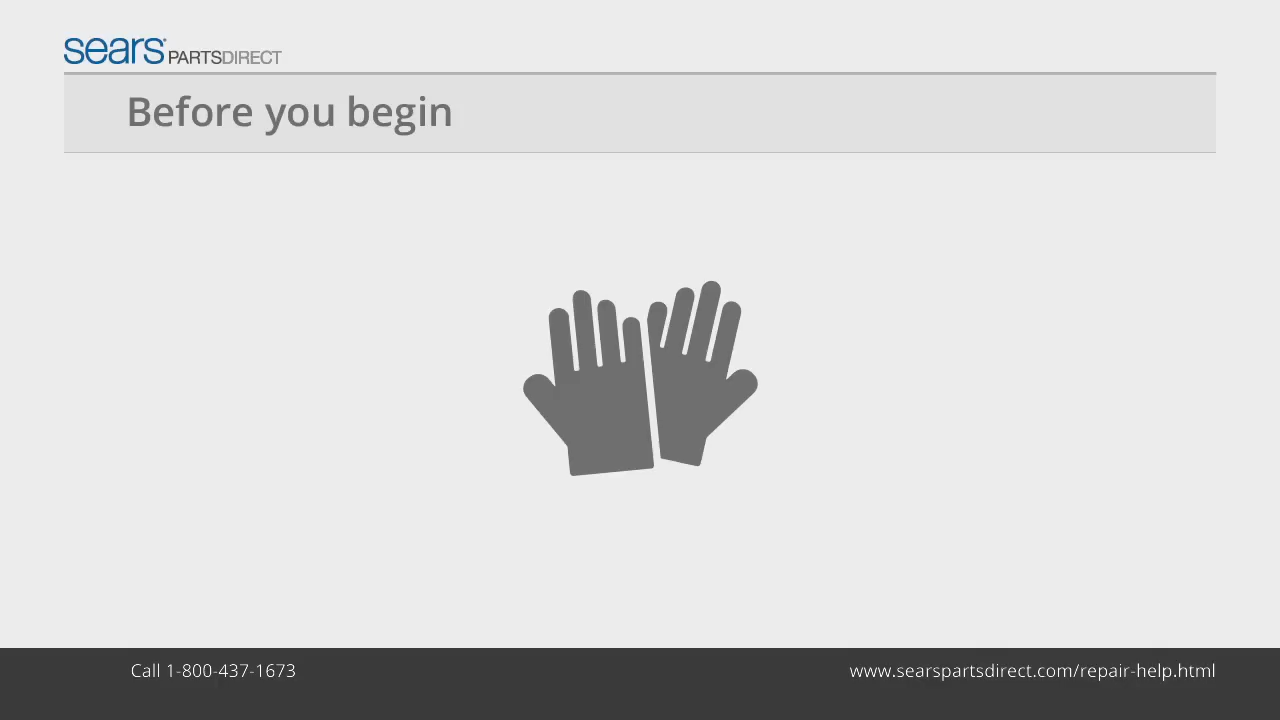 sears PARTSDIRECT
Before you begin
Call 1-800-437-1673
www.searspartsdirect.com/repair-help.html